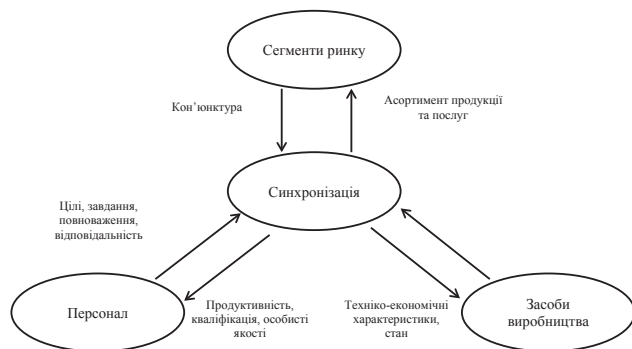 Сегменти ринку
Кон’юнктура
Асортимент продукції
та послуг
Синхронізація
Цілі, завдання,
повноваження,
відповідальність
Персонал
Продуктивність,
кваліфікація, особисті
якості
Техніко-економічні
характеристики,
стан
Засоби
виробництва